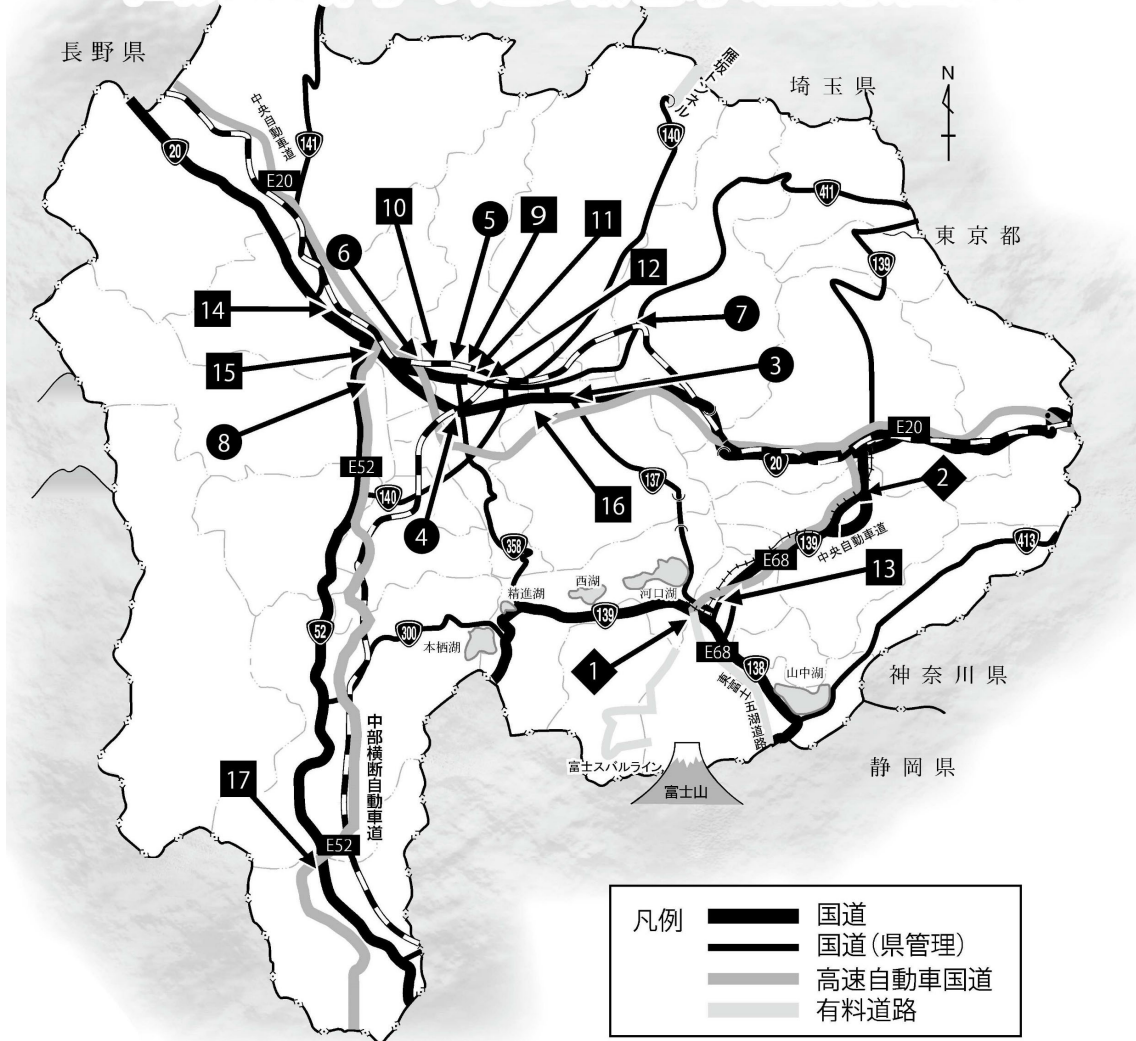 長野県
埼玉県
N
雁坂トンネル
中央自動車道
141
140
20
E20
411
東京都
139
10
5
9
11
6
12
14
7
15
3
8
E20
E52
20
137
2
140
16
4
139
中央自動車道
413
358
E68
13
精進湖
西湖
河口湖
139
52
300
本栖湖
1
E68
138
山中湖
神奈川県
東富士五湖道路
中部横断自動車道
富士スバルライン
富士山
静岡県
17
E52
凡例
国道
国道(県管理)
高速自動車国道
有料道路